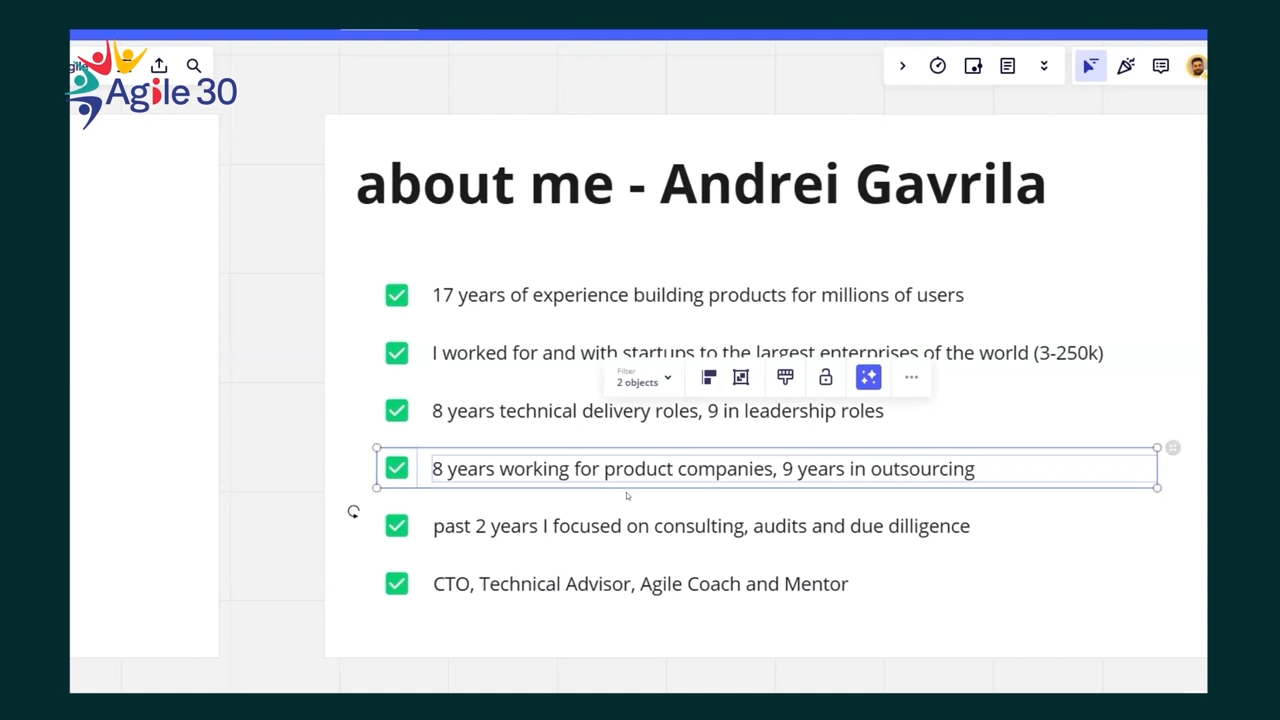 Agile 30
about me - Andrei Gavrila
17 years of experience building products for millions of users
I worked for and with startups to the largest enterprises of the world (3-250k)
Filter
2 objects
8 years technical delivery roles, 9 in leadership roles
8 years working for product companies, 9 years in outsourcing
past 2 years I focused on consulting, audits and due dilligence
CTO, Technical Advisor, Agile Coach and Mentor